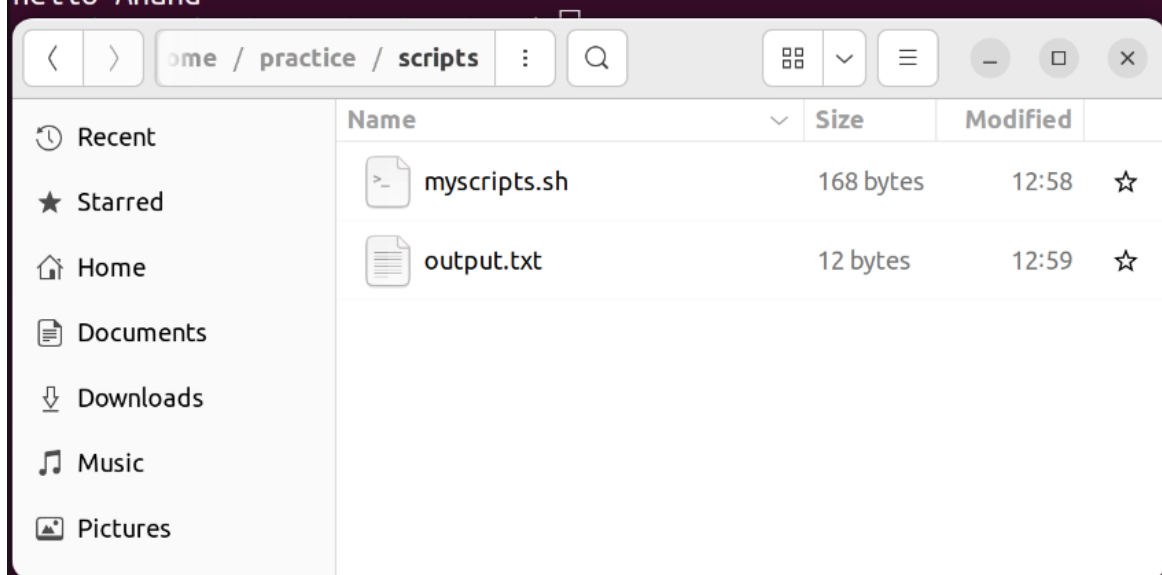 ome / practice / scripts
Name Size Modified
Recent
myscripts.sh 168 bytes 12:58
Starred
output.txt 12 bytes 12:59
Home
Documents
Downloads
Music
Pictures